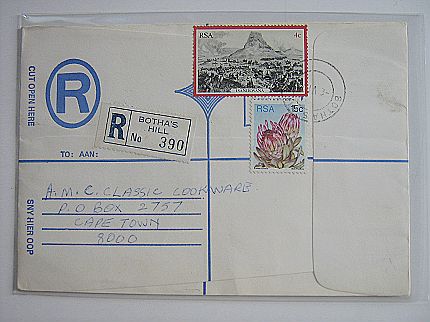 RSA 4c
ISANDLWANA
CUT OPEN HERE
R
BOTHA'S
HILL
R No 390
RSA 15c
TO: AAN:
A.M.C. CLASSIC COOKWARE.
P.O BOX 2757
CAPE TOWN
8000
SNY HIER OOP